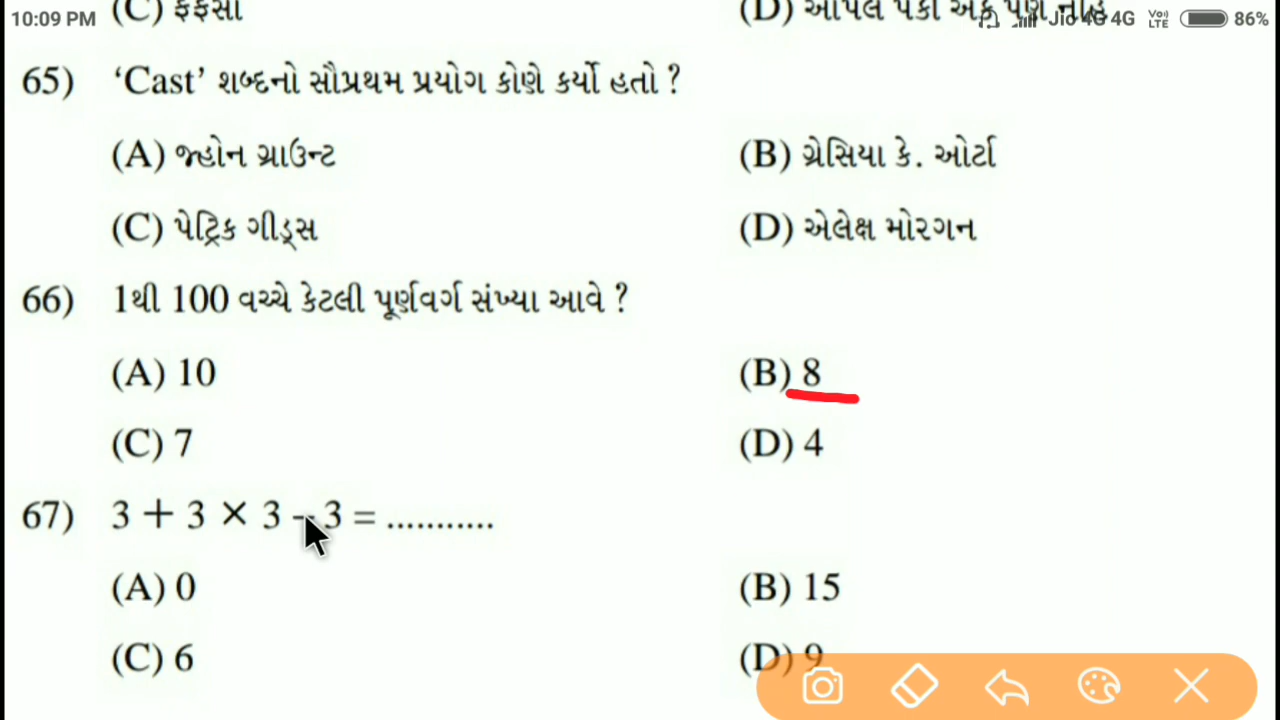 10:09 PM Jio 4G 4G VoLTE 86%
(C) ફેફસાં (D)
65) ‘Cast’ શબ્દનો સૌપ્રથમ પ્રયોગ કોણે કર્યો હતો ?
(A) જ્હોન ગ્રાઉન્ટ (B) ગ્રેસિયા કે. ઓર્ટા
(C) પેટ્રિક ગીડ્સ (D) એલેક્ષ મોરગન
66) 1થી 100 વચ્ચે કેટલી પૂર્ણવર્ગ સંખ્યા આવે ?
(A) 10 (B) 8
(C) 7 (D) 4
67) 3 + 3 × 3 – 3 = ...........
(A) 0 (B) 15
(C) 6 (D) 9